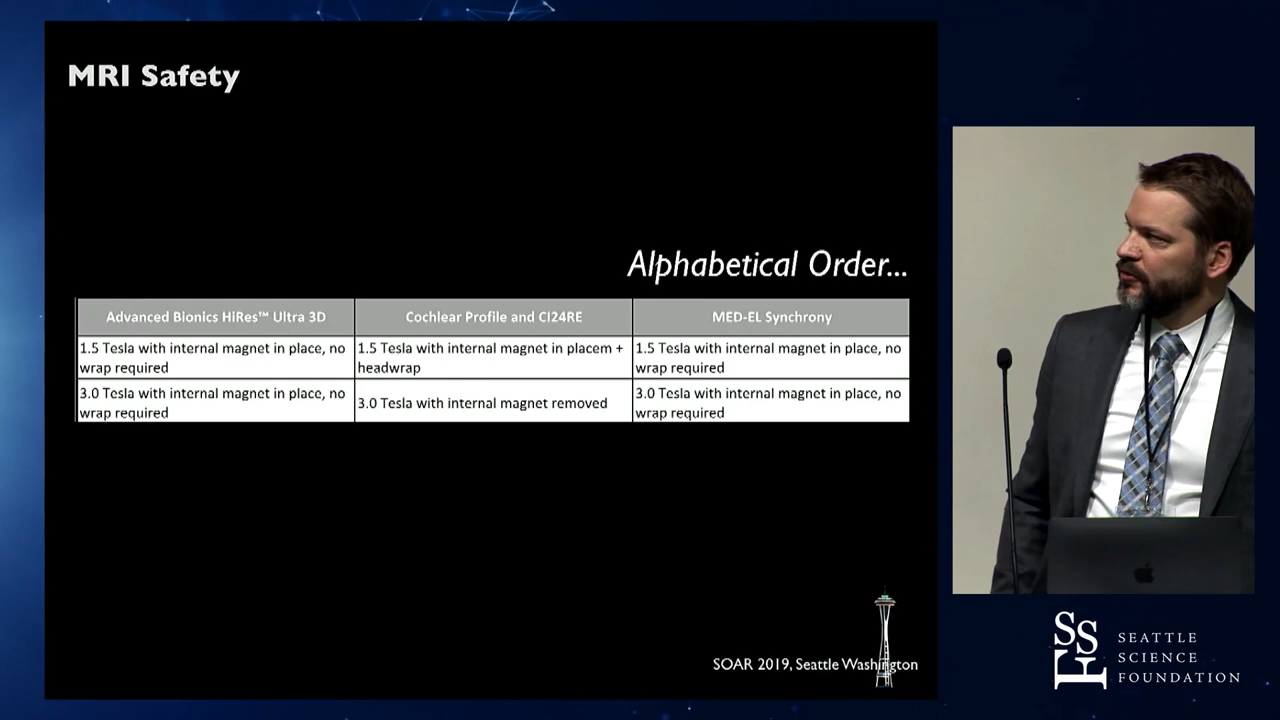 MRI Safety
Alphabetical Order...
Advanced Bionics HiRes™ Ultra 3D
Cochlear Profile and CI24RE
MED-EL Synchrony
1.5 Tesla with internal magnet in place, no
wrap required
1.5 Tesla with internal magnet in placem +
headwrap
1.5 Tesla with internal magnet in place, no
wrap required
3.0 Tesla with internal magnet in place, no
wrap required
3.0 Tesla with internal magnet removed
3.0 Tesla with internal magnet in place, no
wrap required
SOAR 2019, Seattle Washington
SSF
SEATTLE
SCIENCE
FOUNDATION